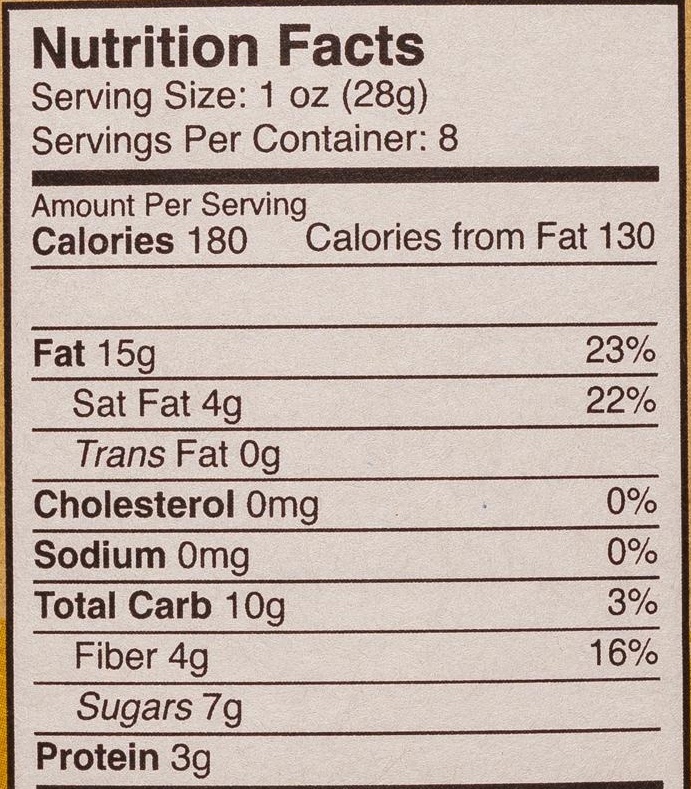 Nutrition Facts
Serving Size: 1 oz (28g)
Servings Per Container: 8
Amount Per Serving
Calories 180 Calories from Fat 130
Fat 15g 23%
Sat Fat 4g 22%
Trans Fat 0g
Cholesterol 0mg 0%
Sodium 0mg 0%
Total Carb 10g 3%
Fiber 4g 16%
Sugars 7g
Protein 3g